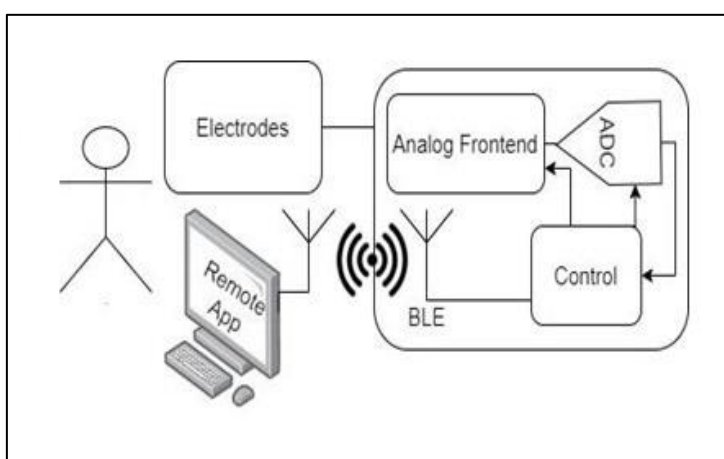 Electrodes
Analog Frontend
ADC
Remote
App
BLE
Control